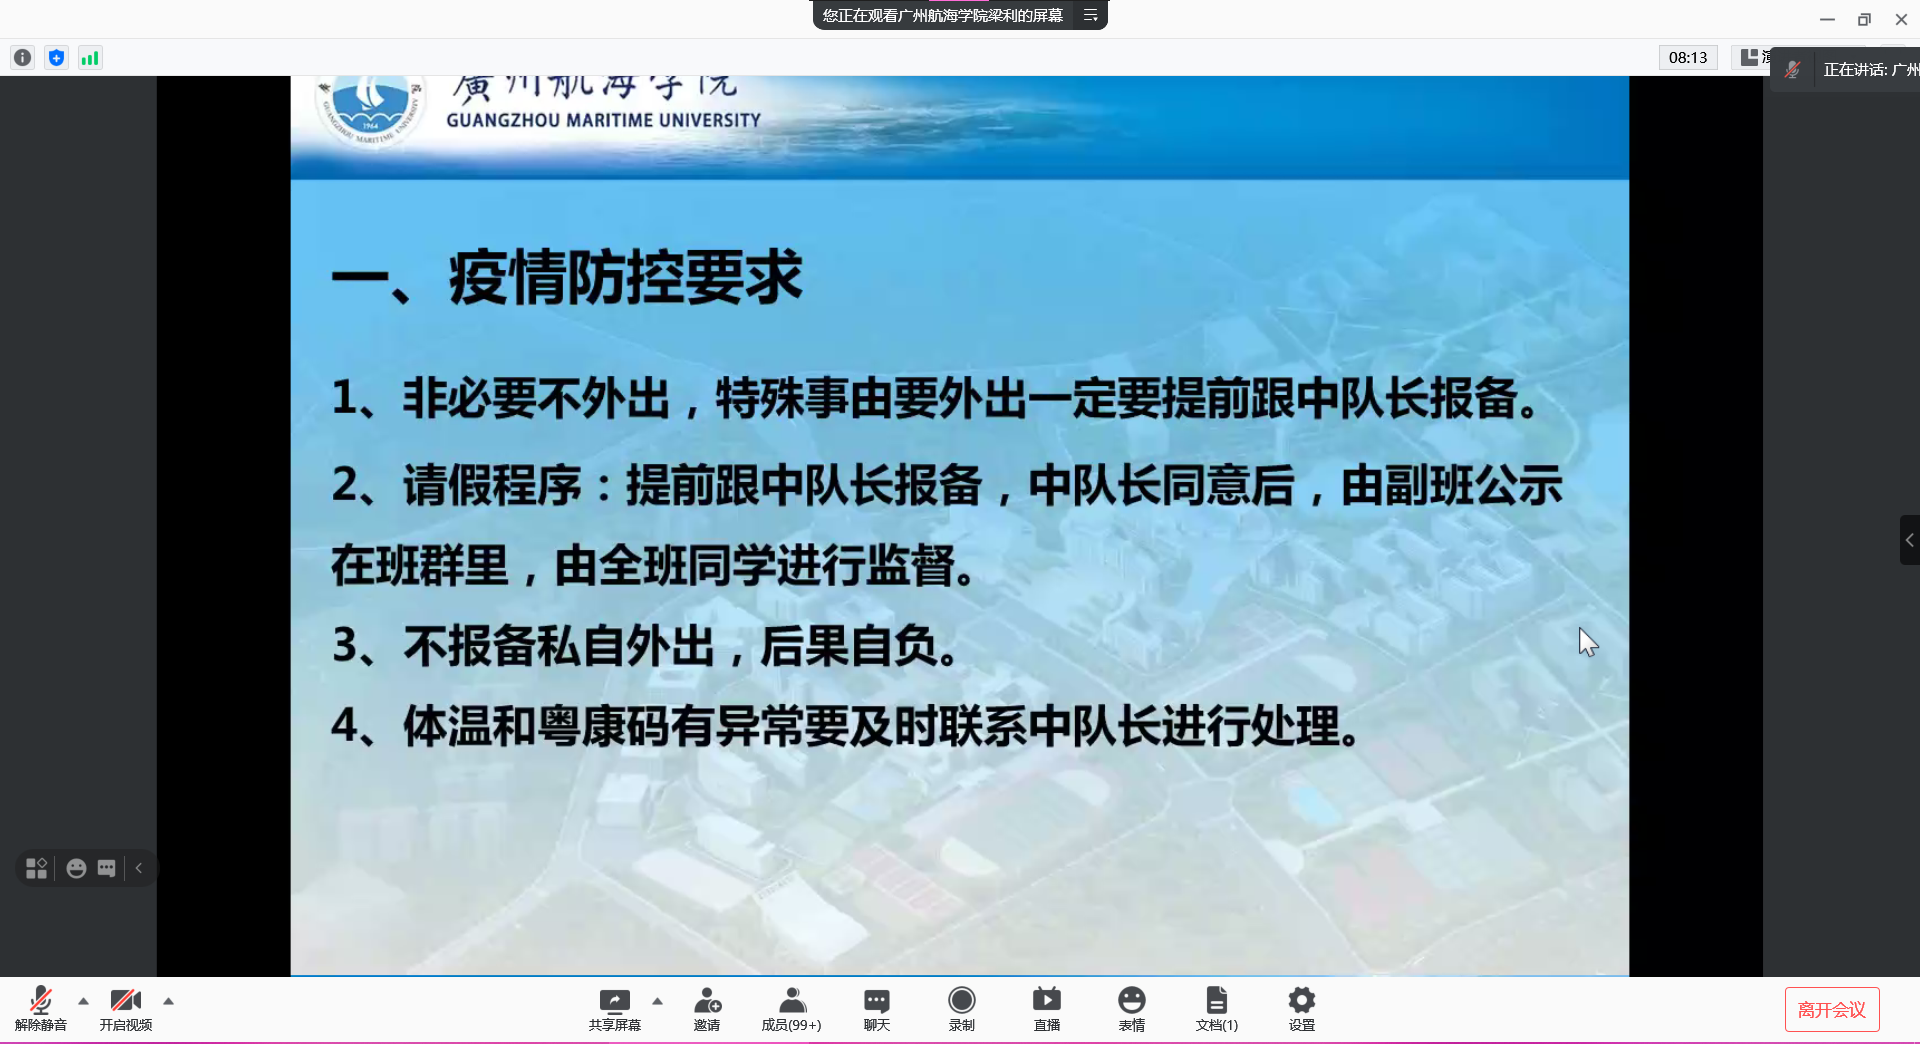 您正在观看广州航海学院梁利的屏幕
08:13
正在讲话: 广州
廣州航海学院
GUANGZHOU MARITIME UNIVERSITY
1964
GUANGZHOU MARITIME UNIVERSITY
一、疫情防控要求
1、非必要不外出，特殊事由要外出一定要提前跟中队长报备。
2、请假程序：提前跟中队长报备，中队长同意后，由副班公示
在班群里，由全班同学进行监督。
3、不报备私自外出，后果自负。
4、体温和粤康码有异常要及时联系中队长进行处理。
解除静音
开启视频
共享屏幕
邀请
成员(99+)
聊天
录制
直播
表情
文档(1)
设置
离开会议